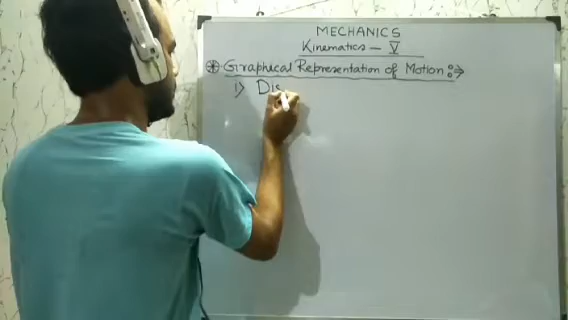 MECHANICS
Kinematics - V
⊛ Graphical Representation of Motion :⇒
1) Dis